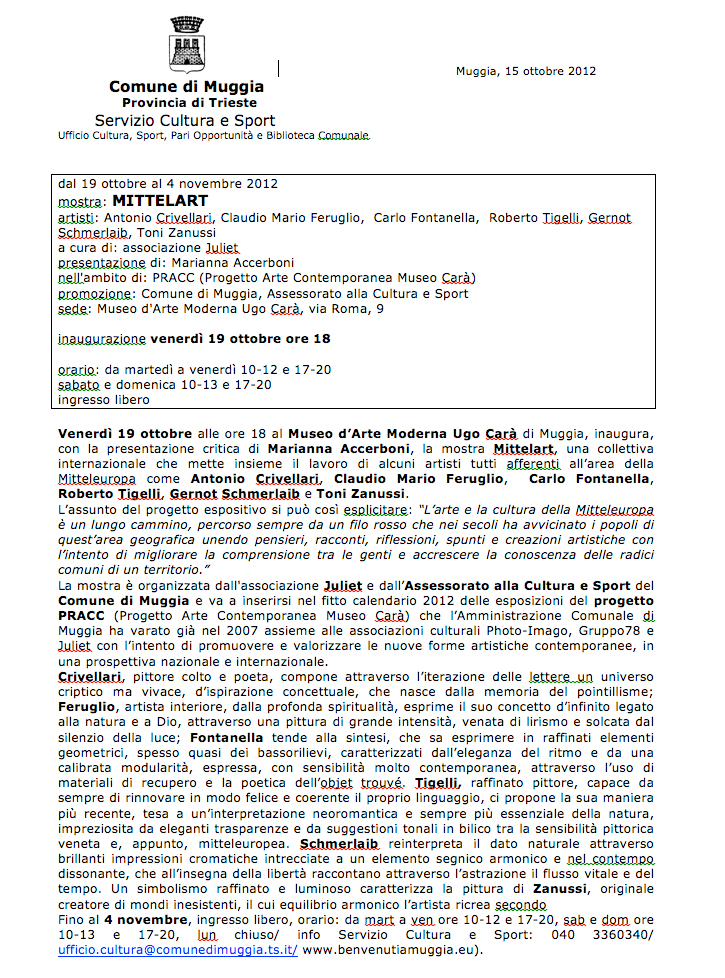 Muggia, 15 ottobre 2012
Comune di Muggia
Provincia di Trieste
Servizio Cultura e Sport
Ufficio Cultura, Sport, Pari Opportunità e Biblioteca Comunale
dal 19 ottobre al 4 novembre 2012
mostra: MITTELART
artisti: Antonio Crivellari, Claudio Mario Feruglio, Carlo Fontanella, Roberto Tigelli, Gernot
Schmerlaib, Toni Zanussi
a cura di: associazione Juliet
presentazione di: Marianna Accerboni
nell'ambito di: PRACC (Progetto Arte Contemporanea Museo Carà)
promozione: Comune di Muggia, Assessorato alla Cultura e Sport
sede: Museo d'Arte Moderna Ugo Carà, via Roma, 9
inaugurazione venerdì 19 ottobre ore 18
orario: da martedì a venerdì 10-12 e 17-20
sabato e domenica 10-13 e 17-20
ingresso libero
Venerdì 19 ottobre alle ore 18 al Museo d’Arte Moderna Ugo Carà di Muggia, inaugura,
con la presentazione critica di Marianna Accerboni, la mostra Mittelart, una collettiva
internazionale che mette insieme il lavoro di alcuni artisti tutti afferenti all’area della
Mitteleuropa come Antonio Crivellari, Claudio Mario Feruglio, Carlo Fontanella,
Roberto Tigelli, Gernot Schmerlaib e Toni Zanussi.
L’assunto del progetto espositivo si può così esplicitare: “L’arte e la cultura della Mitteleuropa
è un lungo cammino, percorso sempre da un filo rosso che nei secoli ha avvicinato i popoli di
quest’area geografica unendo pensieri, racconti, riflessioni, spunti e creazioni artistiche con
l’intento di migliorare la comprensione tra le genti e accrescere la conoscenza delle radici
comuni di un territorio.”
La mostra è organizzata dall'associazione Juliet e dall’Assessorato alla Cultura e Sport del
Comune di Muggia e va a inserirsi nel fitto calendario 2012 delle esposizioni del progetto
PRACC (Progetto Arte Contemporanea Museo Carà) che l’Amministrazione Comunale di
Muggia ha varato già nel 2007 assieme alle associazioni culturali Photo-Imago, Gruppo78 e
Juliet con l’intento di promuovere e valorizzare le nuove forme artistiche contemporanee, in
una prospettiva nazionale e internazionale.
Crivellari, pittore colto e poeta, compone attraverso l’iterazione delle lettere un universo
criptico ma vivace, d’ispirazione concettuale, che nasce dalla memoria del pointillisme;
Feruglio, artista interiore, dalla profonda spiritualità, esprime il suo concetto d’infinito legato
alla natura e a Dio, attraverso una pittura di grande intensità, venata di lirismo e solcata dal
silenzio della luce; Fontanella tende alla sintesi, che sa esprimere in raffinati elementi
geometrici, spesso quasi dei bassorilievi, caratterizzati dall’eleganza del ritmo e da una
calibrata modularità, espressa, con sensibilità molto contemporanea, attraverso l’uso di
materiali di recupero e la poetica dell’objet trouvé. Tigelli, raffinato pittore, capace da
sempre di rinnovare in modo felice e coerente il proprio linguaggio, ci propone la sua maniera
più recente, tesa a un’interpretazione neoromantica e sempre più essenziale della natura,
impreziosita da eleganti trasparenze e da suggestioni tonali in bilico tra la sensibilità pittorica
veneta e, appunto, mitteleuropea. Schmerlaib reinterpreta il dato naturale attraverso
brillanti impressioni cromatiche intrecciate a un elemento segnico armonico e nel contempo
dissonante, che all’insegna della libertà raccontano attraverso l’astrazione il flusso vitale e del
tempo. Un simbolismo raffinato e luminoso caratterizza la pittura di Zanussi, originale
creatore di mondi inesistenti, il cui equilibrio armonico l’artista ricrea secondo
Fino al 4 novembre, ingresso libero, orario: da mart a ven ore 10-12 e 17-20, sab e dom ore
10-13 e 17-20, lun chiuso/ info Servizio Cultura e Sport: 040 3360340/
ufficio.cultura@comunedimuggia.ts.it/ www.benvenutiamuggia.eu).